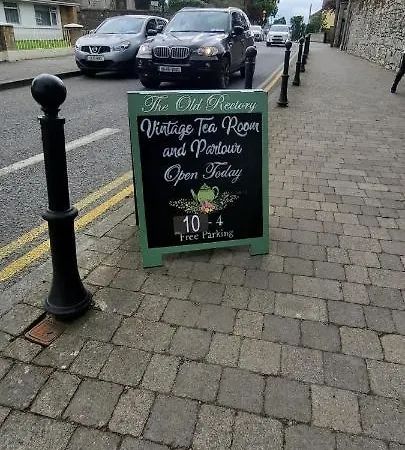 The Old Rectory
Vintage Tea Room
and Parlour
Open Today
10 - 4
Free Parking